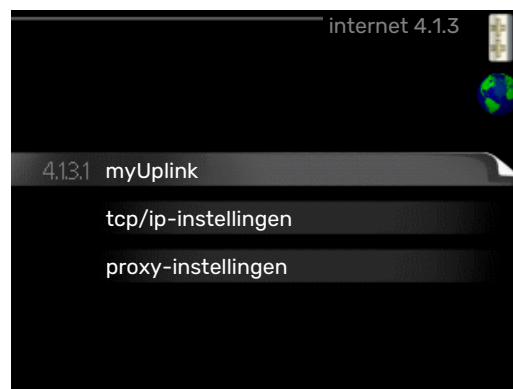 internet 4.1.3
4.1.3.1 myUplink
tcp/ip-instellingen
proxy-instellingen